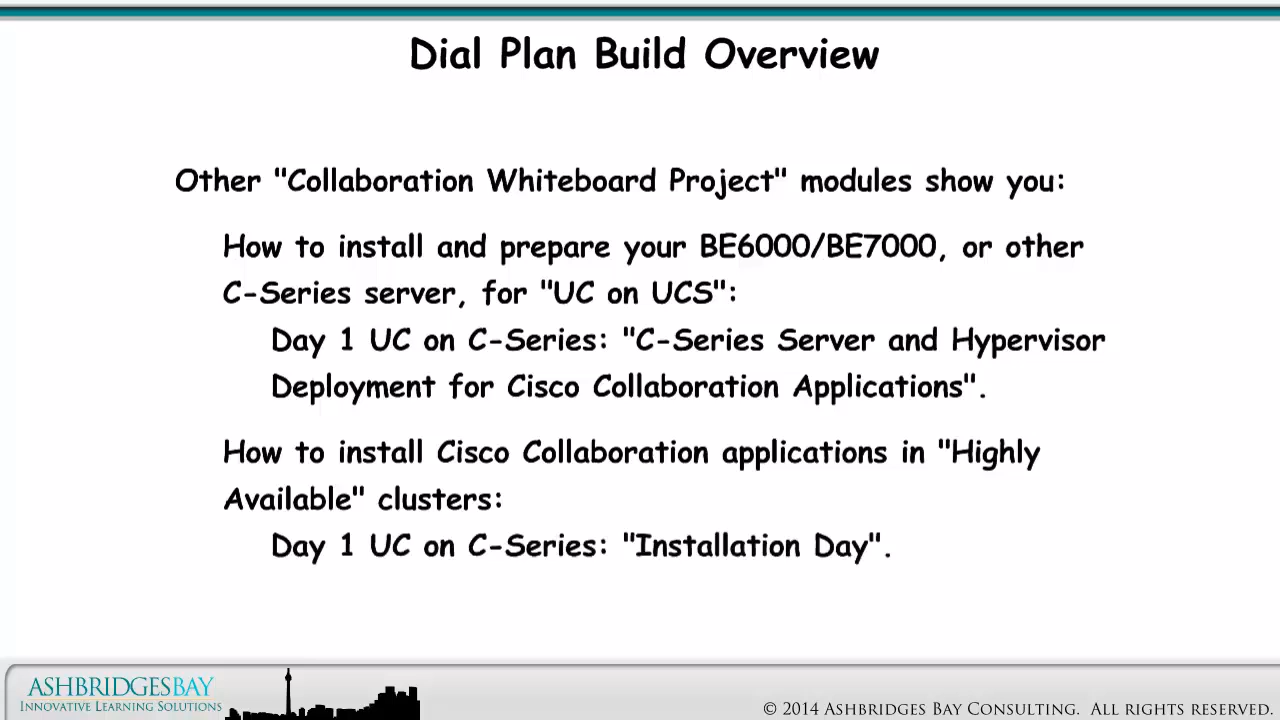 Dial Plan Build Overview
Other "Collaboration Whiteboard Project" modules show you:
How to install and prepare your BE6000/BE7000, or other
C-Series server, for "UC on UCS":
Day 1 UC on C-Series: "C-Series Server and Hypervisor
Deployment for Cisco Collaboration Applications".
How to install Cisco Collaboration applications in "Highly
Available" clusters:
Day 1 UC on C-Series: "Installation Day".
ASHBRIDGESBAY
INNOVATIVE LEARNING SOLUTIONS
© 2014 ASHBRIDGES BAY CONSULTING. ALL RIGHTS RESERVED.